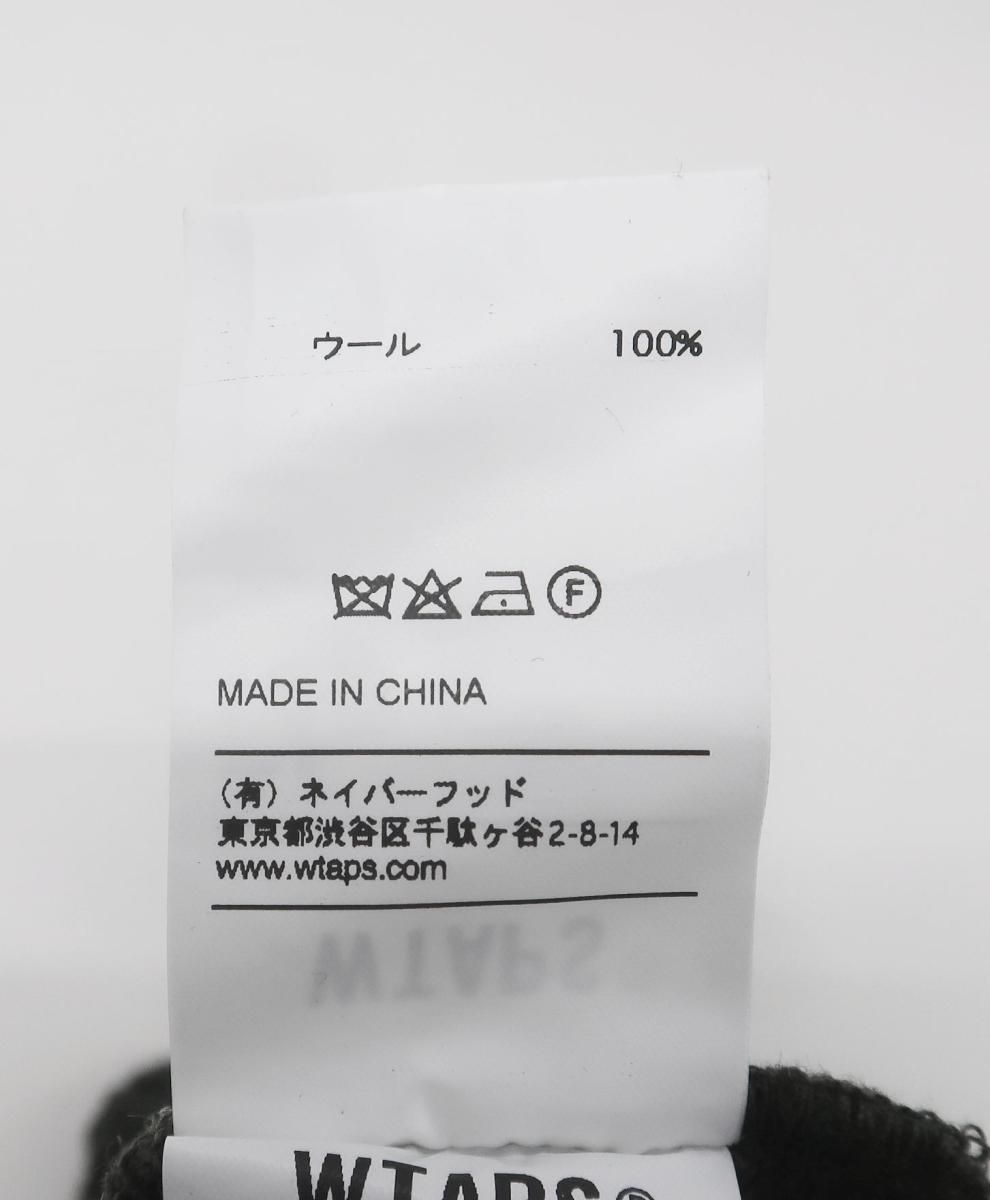 ウール 100%
F
MADE IN CHINA
（有）ネイバーフッド
東京都渋谷区千駄ヶ谷2-8-14
www.wtaps.com
WTAPS
WTAPS®